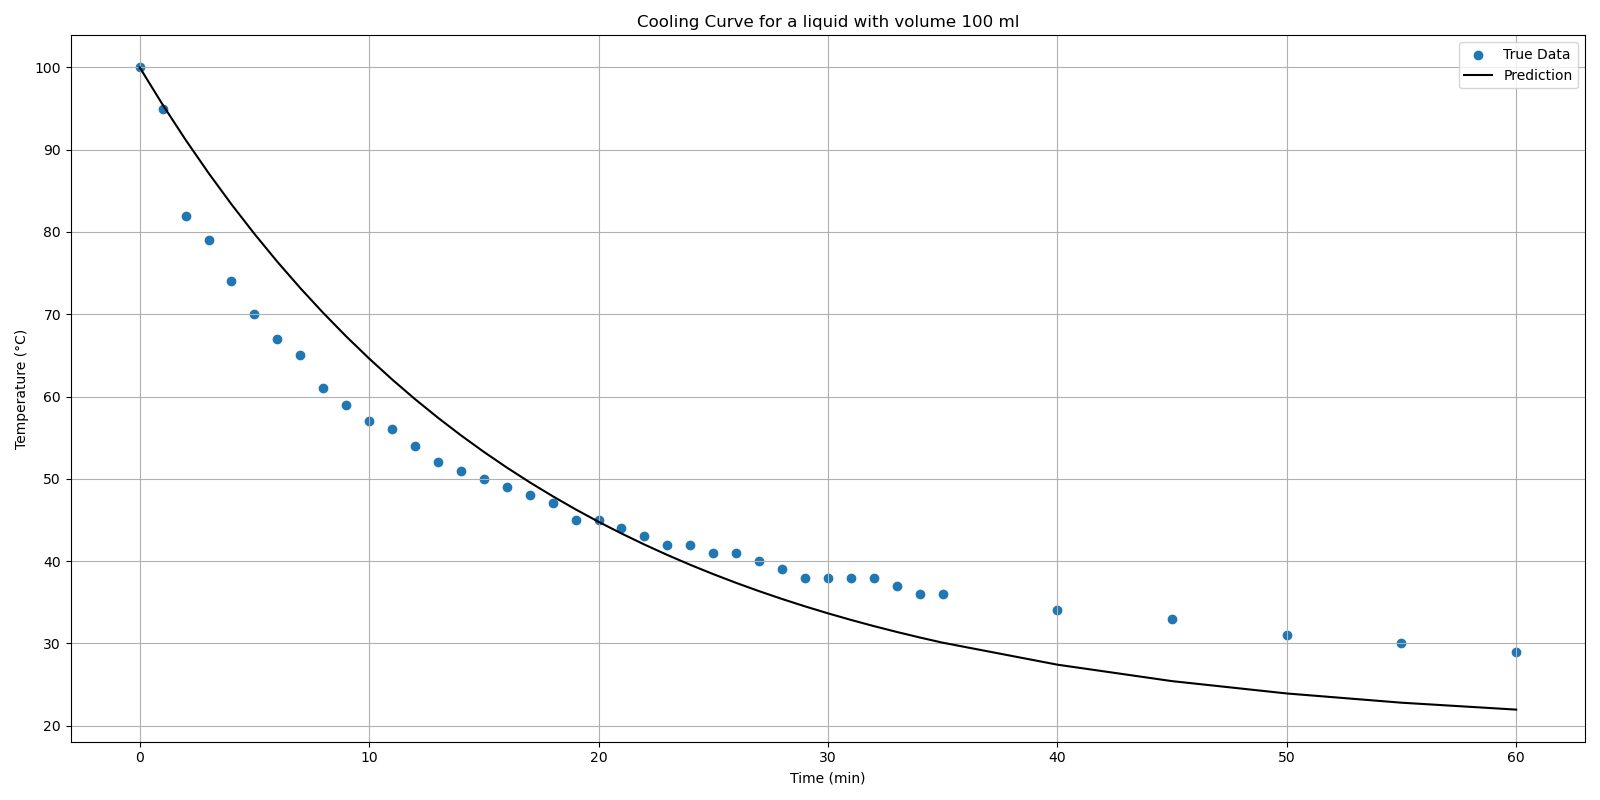 Cooling Curve for a liquid with volume 100 ml
True Data
Prediction
100
90
80
70
60
50
40
30
20
Temperature (°C)
0 10 20 30 40 50 60
Time (min)